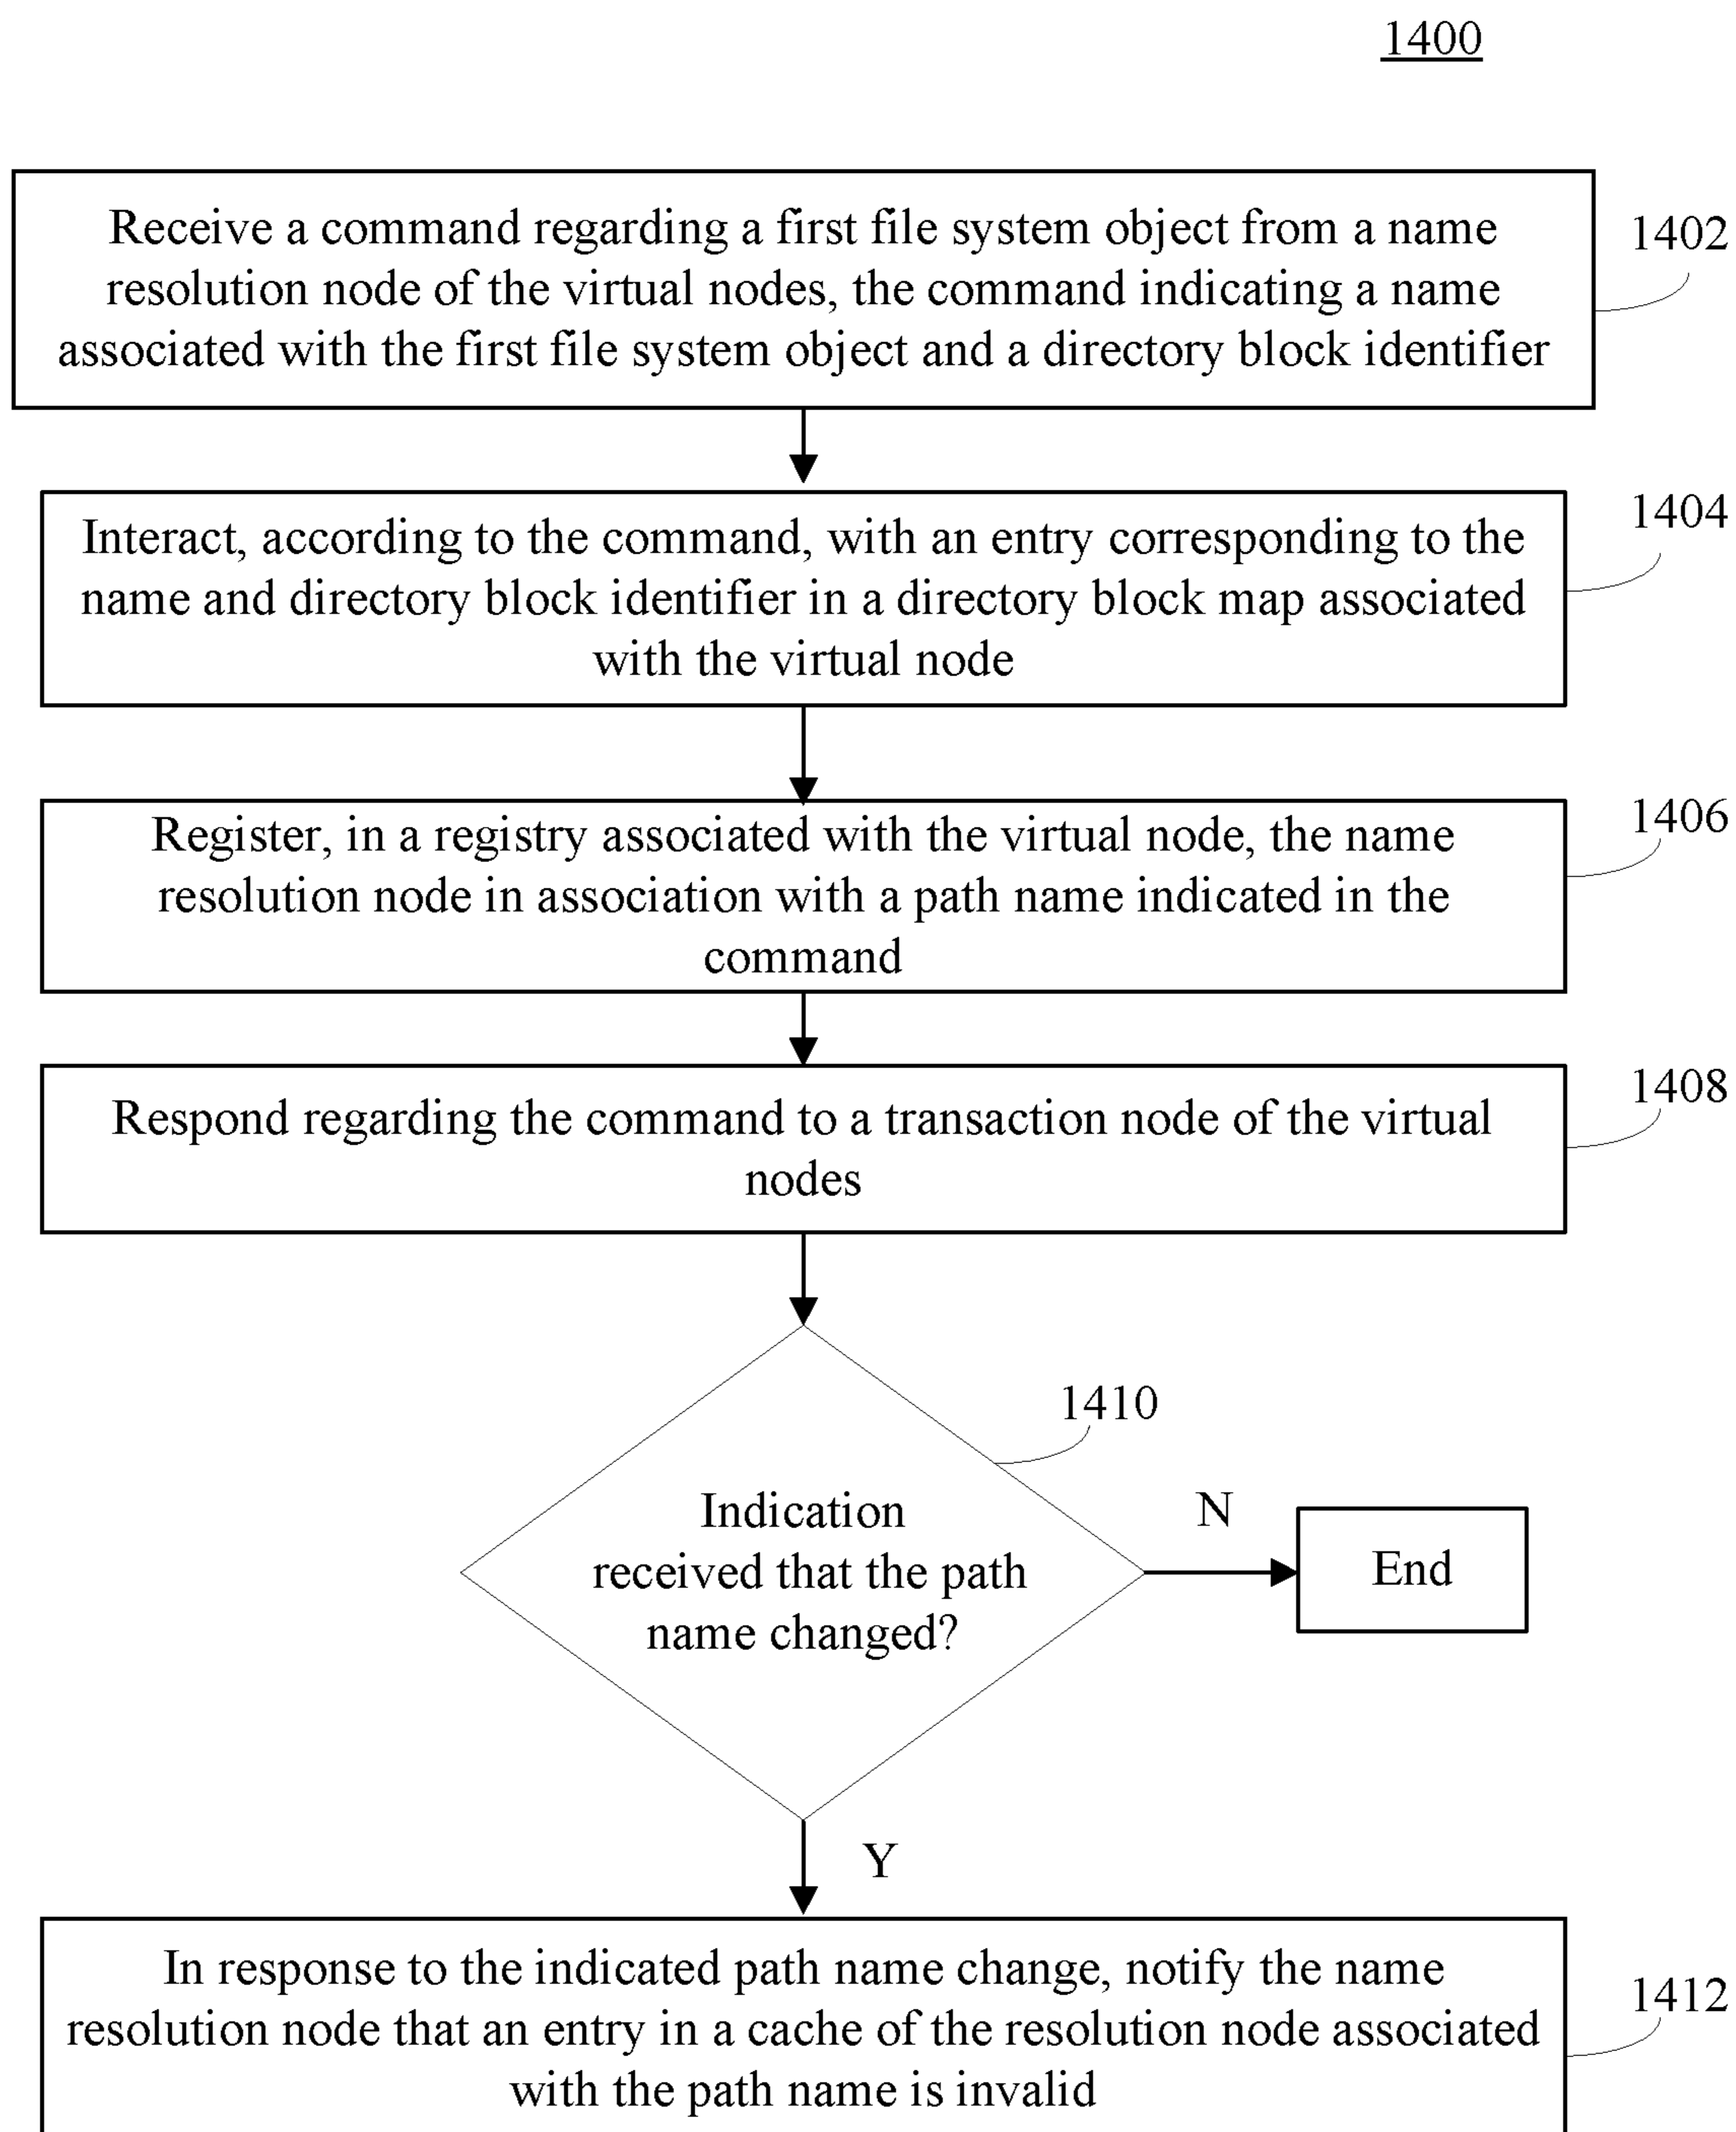 1400
Receive a command regarding a first file system object from a name
resolution node of the virtual nodes, the command indicating a name
associated with the first file system object and a directory block identifier
1402
Interact, according to the command, with an entry corresponding to the
name and directory block identifier in a directory block map associated
with the virtual node
1404
Register, in a registry associated with the virtual node, the name
resolution node in association with a path name indicated in the
command
1406
Respond regarding the command to a transaction node of the virtual
nodes
1408
Indication
received that the path
name changed?
1410
N
End
Y
In response to the indicated path name change, notify the name
resolution node that an entry in a cache of the resolution node associated
with the path name is invalid
1412